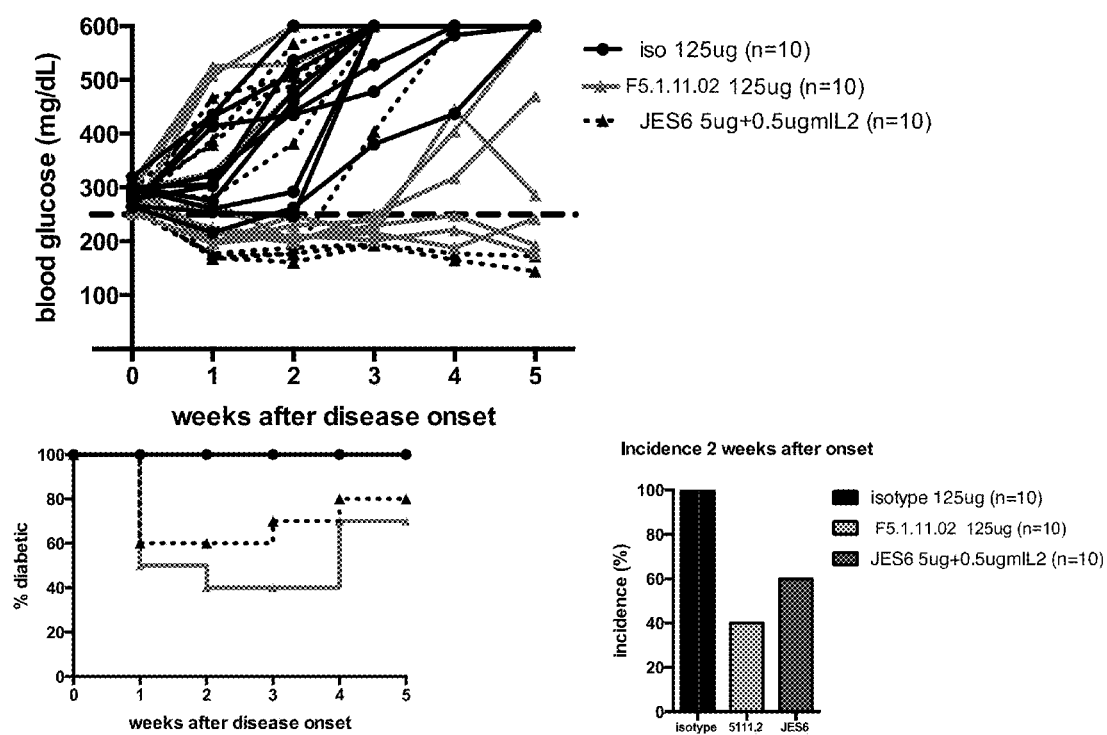 blood glucose (mg/dL)
600
500
400
300
200
100
0 1 2 3 4 5
weeks after disease onset
iso 125ug (n=10)
F5.1.11.02 125ug (n=10)
JES6 5ug+0.5ugmIL2 (n=10)
% diabetic
100
80
60
40
20
0
0 1 2 3 4 5
weeks after disease onset
Incidence 2 weeks after onset
incidence (%)
100
80
60
40
20
0
isotype 5111.2 JES6
isotype 125ug (n=10)
F5.1.11.02 125ug (n=10)
JES6 5ug+0.5ugmIL2 (n=10)